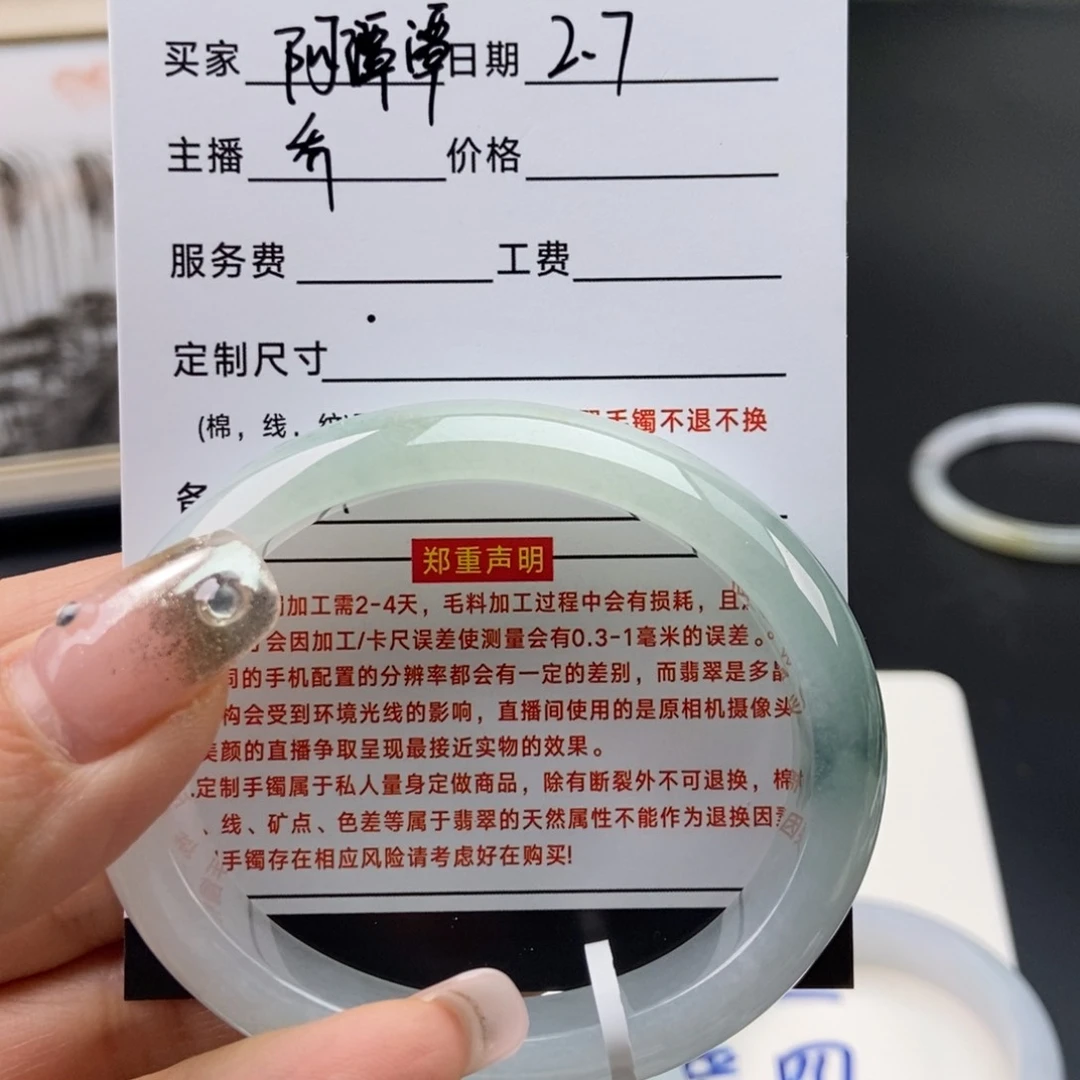 买家 阿潭潭 日期 2-7
主播 乔 价格
服务费 工费
定制尺寸
(棉,线, 手镯不退不换
郑重声明
加工需2-4天,毛料加工过程中会有损耗,且
会因加工/卡尺误差使测量会有0.3-1毫米的误差。
同的手机配置的分辨率都会有一定的差别,而翡翠是多晶
构会受到环境光线的影响,直播间使用的是原相机摄像头
美颜的直播争取呈现最接近实物的效果。
定制手镯属于私人量身定做商品,除有断裂外不可退换,棉
、线、矿点、色差等属于翡翠的天然属性不能作为退换因素
手镯存在相应风险请考虑好在购买!
四